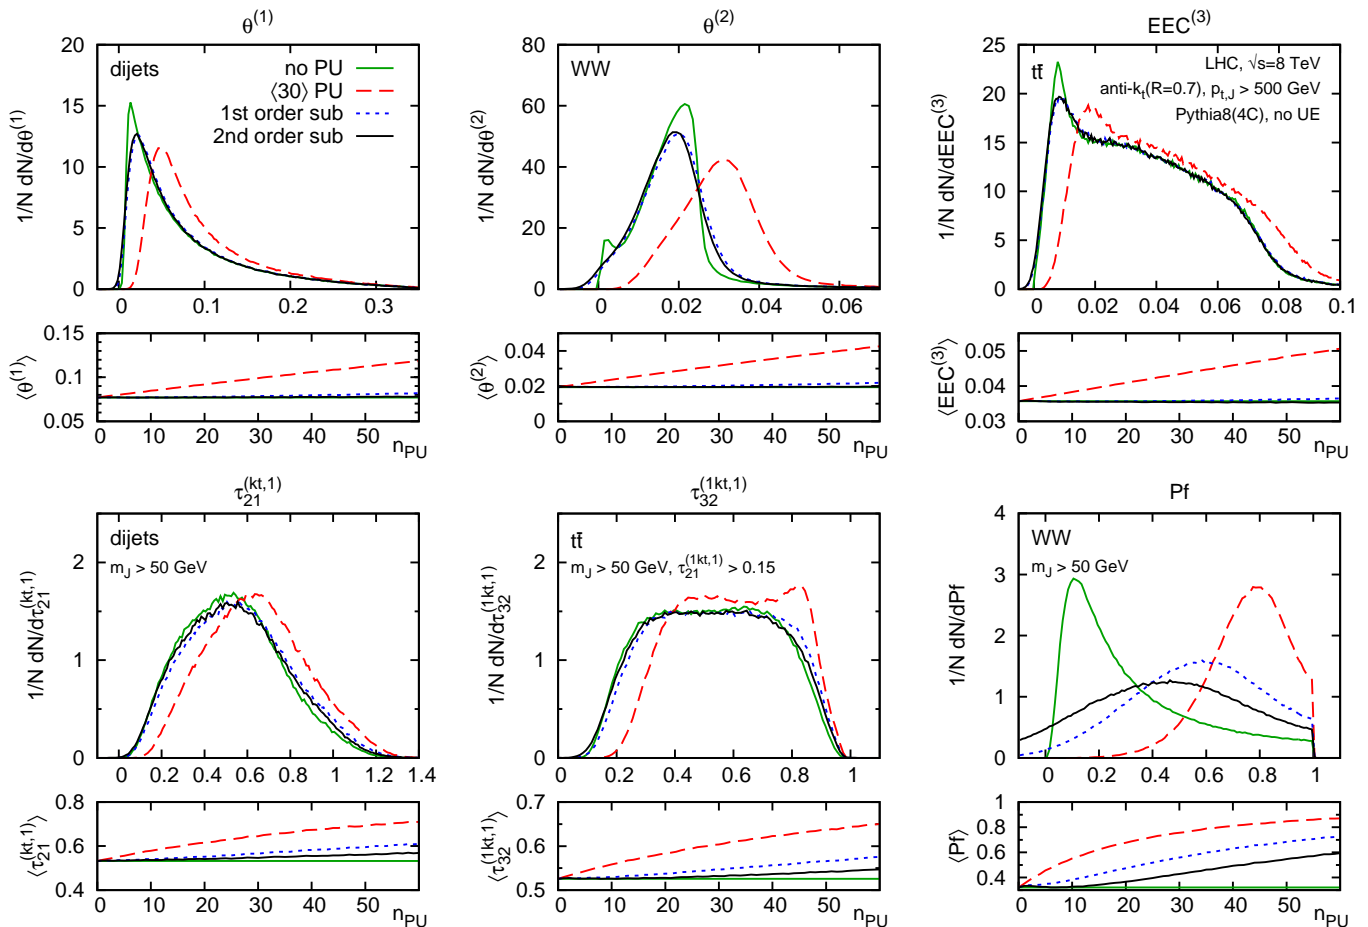 θ(1)
1/N dN/dθ(1)
20
15
10
5
0
dijets
no PU
⟨30⟩ PU
1st order sub
2nd order sub
0 0.1 0.2 0.3
⟨θ(1)⟩
0.15
0.1
0.05
0 10 20 30 40 50
nPU
θ(2)
1/N dN/dθ(2)
80
60
40
20
0
WW
0 0.02 0.04 0.06
⟨θ(2)⟩
0.04
0.02
0
0 10 20 30 40 50
nPU
EEC(3)
1/N dN/dEEC(3)
25
20
15
10
5
0
tt̄
LHC, √s=8 TeV
anti-kt(R=0.7), pt,J > 500 GeV
Pythia8(4C), no UE
0 0.02 0.04 0.06 0.08 0.1
⟨EEC(3)⟩
0.05
0.04
0.03
0 10 20 30 40 50
nPU
τ21(kt,1)
1/N dN/dτ21(kt,1)
2
1
0
dijets
mJ > 50 GeV
0 0.2 0.4 0.6 0.8 1 1.2 1.4
⟨τ21(kt,1)⟩
0.8
0.6
0.4
0 10 20 30 40 50
nPU
τ32(1kt,1)
1/N dN/dτ32(1kt,1)
2
1
0
tt̄
mJ > 50 GeV, τ21(1kt,1) > 0.15
0 0.2 0.4 0.6 0.8 1
⟨τ32(1kt,1)⟩
0.7
0.6
0.5
0 10 20 30 40 50
nPU
Pf
1/N dN/dPf
4
3
2
1
0
WW
mJ > 50 GeV
0 0.2 0.4 0.6 0.8 1
⟨Pf⟩
1
0.8
0.6
0.4
0 10 20 30 40 50
nPU